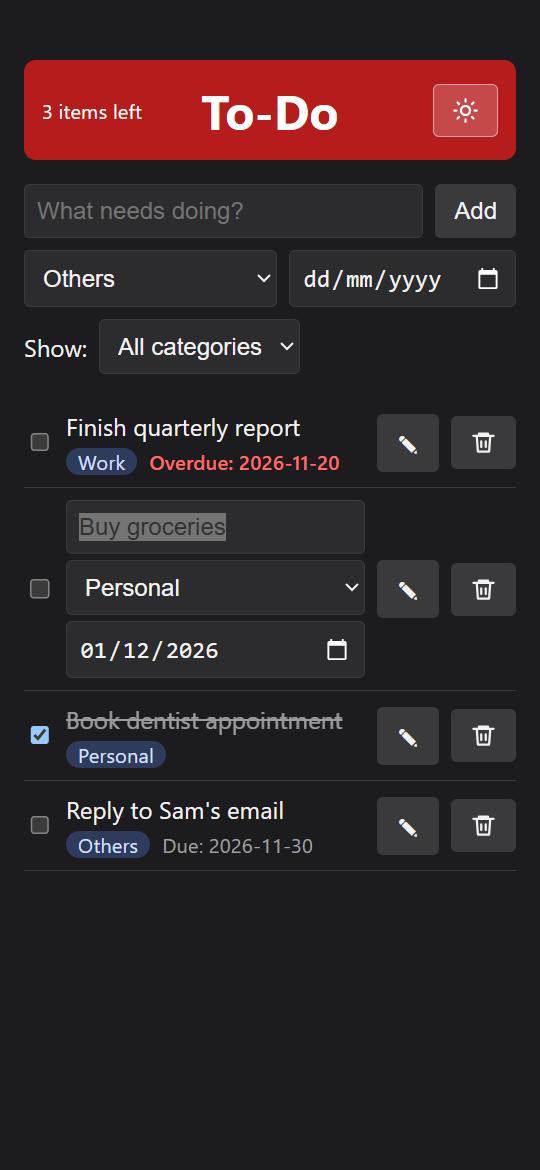 3 items left
To-Do
What needs doing?
Add
Others
dd/mm/yyyy
Show:
All categories
Finish quarterly report
Work
Overdue: 2026-11-20
Buy groceries
Personal
01/12/2026
Book dentist appointment
Personal
Reply to Sam's email
Others
Due: 2026-11-30